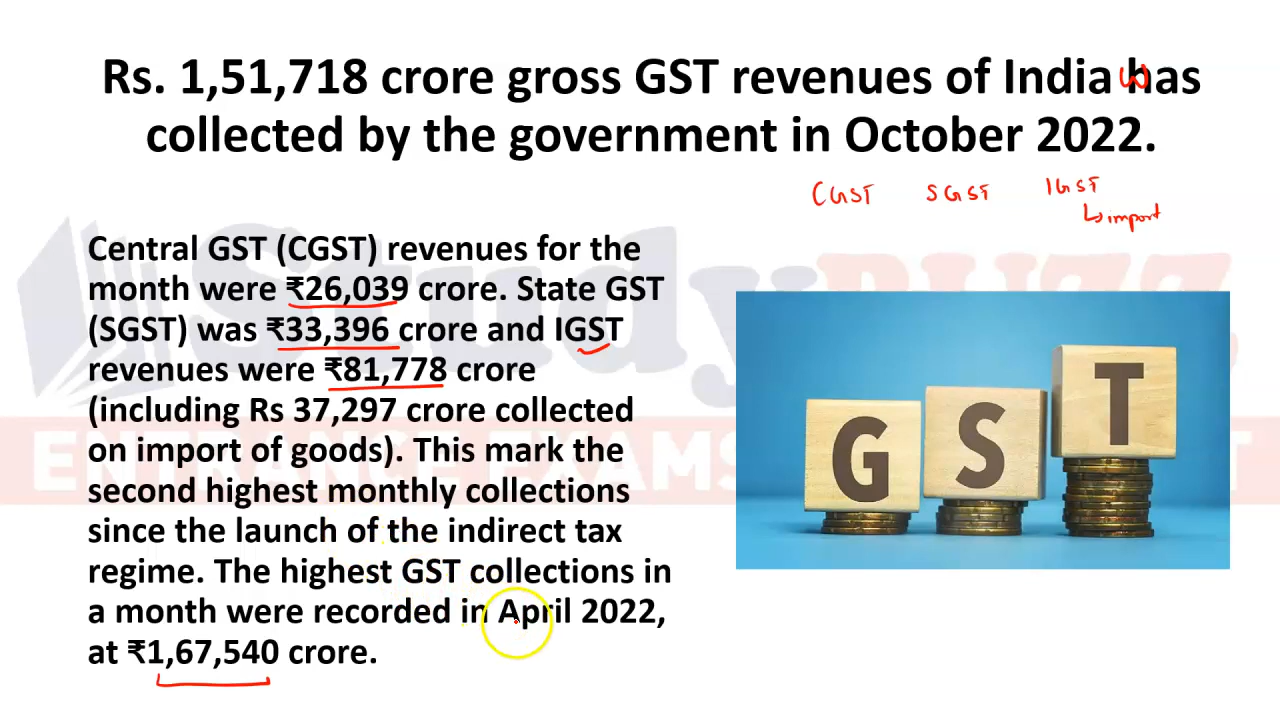 Rs. 1,51,718 crore gross GST revenues of India has
collected by the government in October 2022.
CGST SGST IGST
↳ import
Central GST (CGST) revenues for the
month were ₹26,039 crore. State GST
(SGST) was ₹33,396 crore and IGST
revenues were ₹81,778 crore
(including Rs 37,297 crore collected
on import of goods). This mark the
second highest monthly collections
since the launch of the indirect tax
regime. The highest GST collections in
a month were recorded in April 2022,
at ₹1,67,540 crore.
GST
Study
ENTRANCE EXAMS